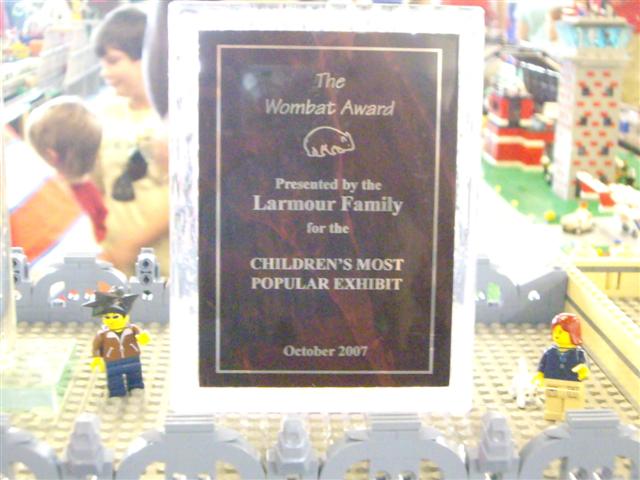 The
Wombat Award
Presented by the
Larmour Family
for the
CHILDREN'S MOST
POPULAR EXHIBIT
October 2007